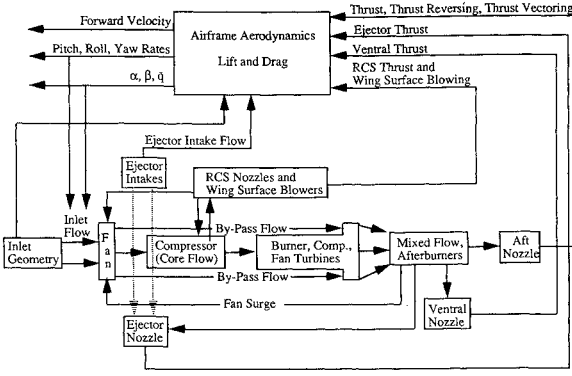 Forward Velocity
Pitch, Roll, Yaw Rates
α, β, q̄
Airframe Aerodynamics
Lift and Drag
Thrust, Thrust Reversing, Thrust Vectoring
Ejector Thrust
Ventral Thrust
RCS Thrust and
Wing Surface Blowing
Ejector Intake Flow
Ejector
Intakes
RCS Nozzles and
Wing Surface Blowers
Inlet
Flow
Inlet
Geometry
Fan
By-Pass Flow
Compressor
(Core Flow)
Burner, Comp.,
Fan Turbines
By-Pass Flow
Mixed Flow,
Afterburners
Aft
Nozzle
Fan Surge
Ejector
Nozzle
Ventral
Nozzle